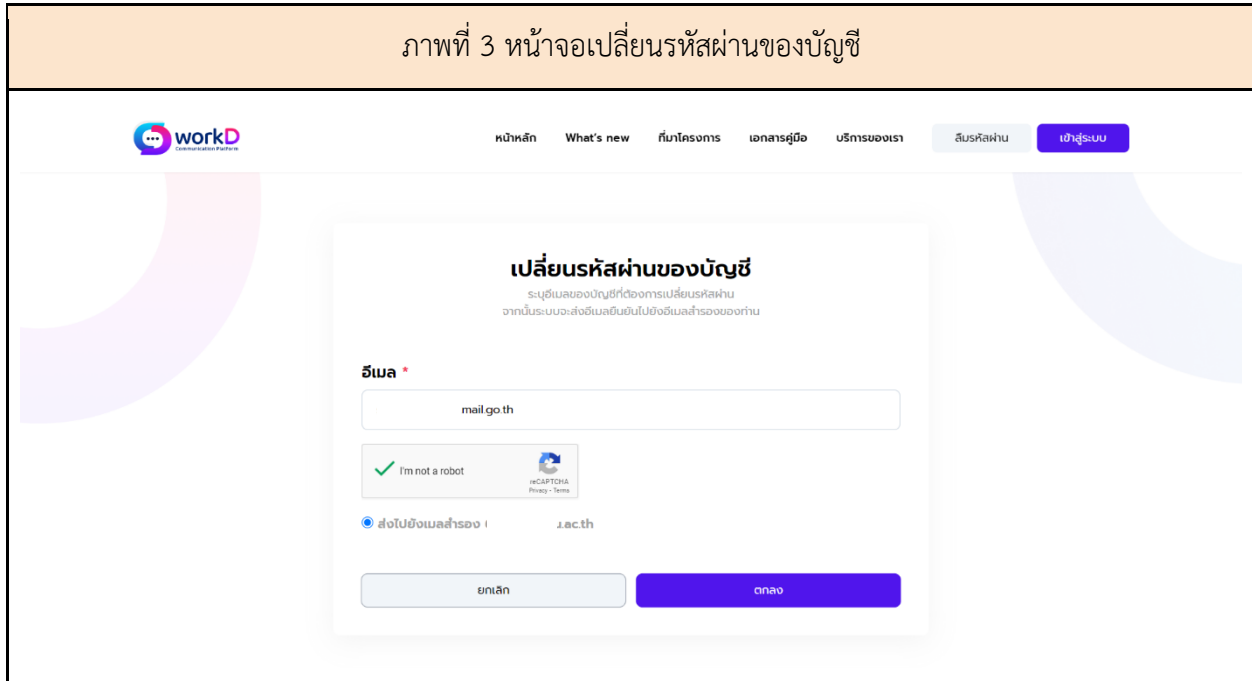 ภาพที่ 3 หน้าจอเปลี่ยนรหัสผ่านของบัญชี
workD
Communication Platform
หน้าหลัก What's new ที่มาโครงการ เอกสารคู่มือ บริการของเรา ลืมรหัสผ่าน เข้าสู่ระบบ
เปลี่ยนรหัสผ่านของบัญชี
ระบุอีเมลของบัญชีที่ต้องการเปลี่ยนรหัสผ่าน
จากนั้นระบบจะส่งอีเมลยืนยันไปยังอีเมลสำรองของท่าน
อีเมล *
mail.go.th
I'm not a robot
reCAPTCHA
Privacy - Terms
ส่งไปยังเมลสำรอง .ac.th
ยกเลิก ตกลง